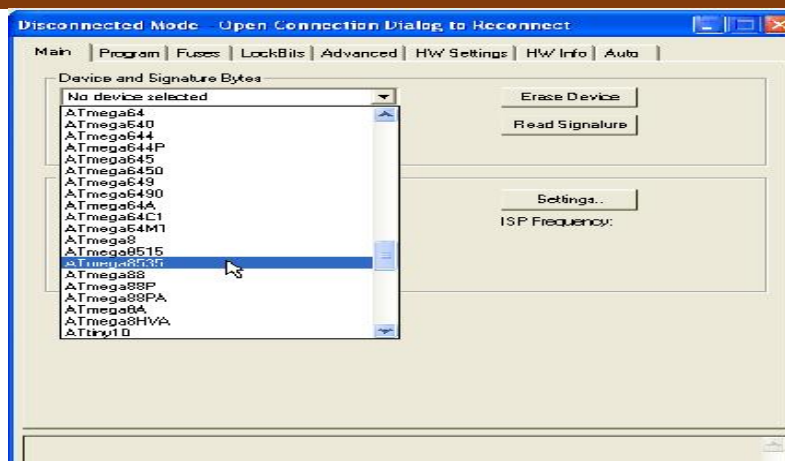 Disconnected Mode - Open Connection Dialog to Reconnect
Main Program Fuses LockBits Advanced HW Settings HW Info Auto
Device and Signature Bytes
No device selected
Erase Device
Read Signature
ATmega64
ATmega640
ATmega644
ATmega644P
ATmega645
ATmega6450
ATmega649
ATmega6490
ATmega64A
ATmega64C1
ATmega64M1
ATmega8
ATmega8515
ATmega8535
ATmega88
ATmega88P
ATmega88PA
ATmega8A
ATmega8HVA
ATtiny10
Settings..
ISP Frequency: